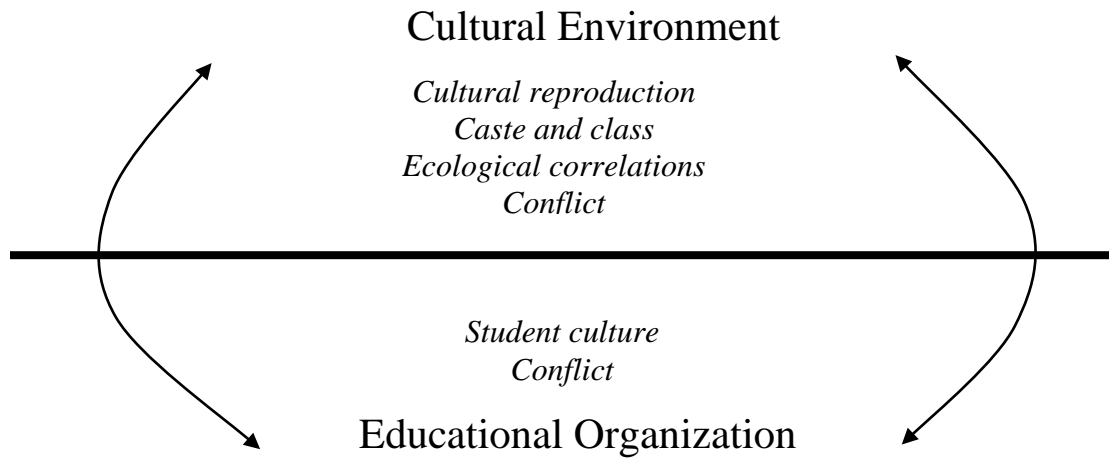 Cultural Environment
Cultural reproduction
Caste and class
Ecological correlations
Conflict
Student culture
Conflict
Educational Organization